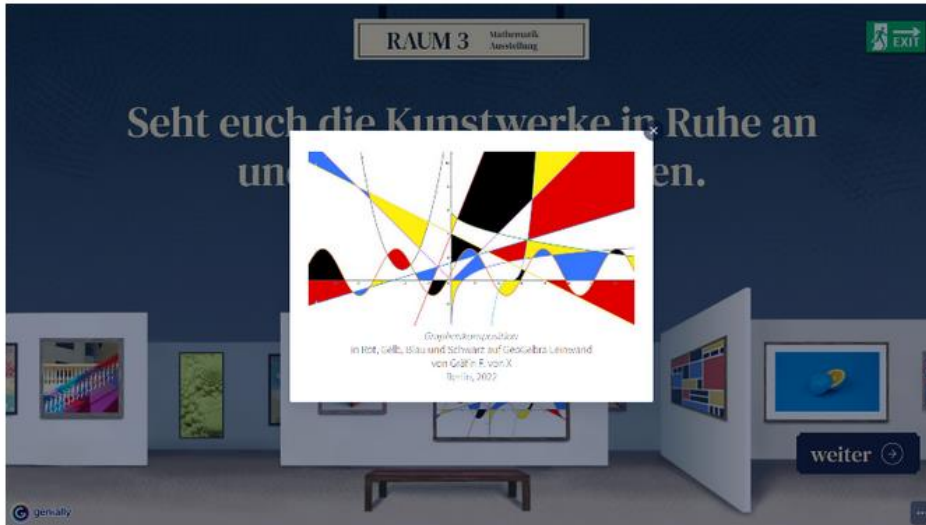 RAUM 3
Mathematik
Ausstellung
EXIT
Seht euch die Kunstwerke in Ruhe an
un
en.
Graphenkomposition
in Rot, Gelb, Blau und Schwarz auf GeoGebra Leinwand
von Gräfin F. von X
Berlin, 2022
weiter
genially